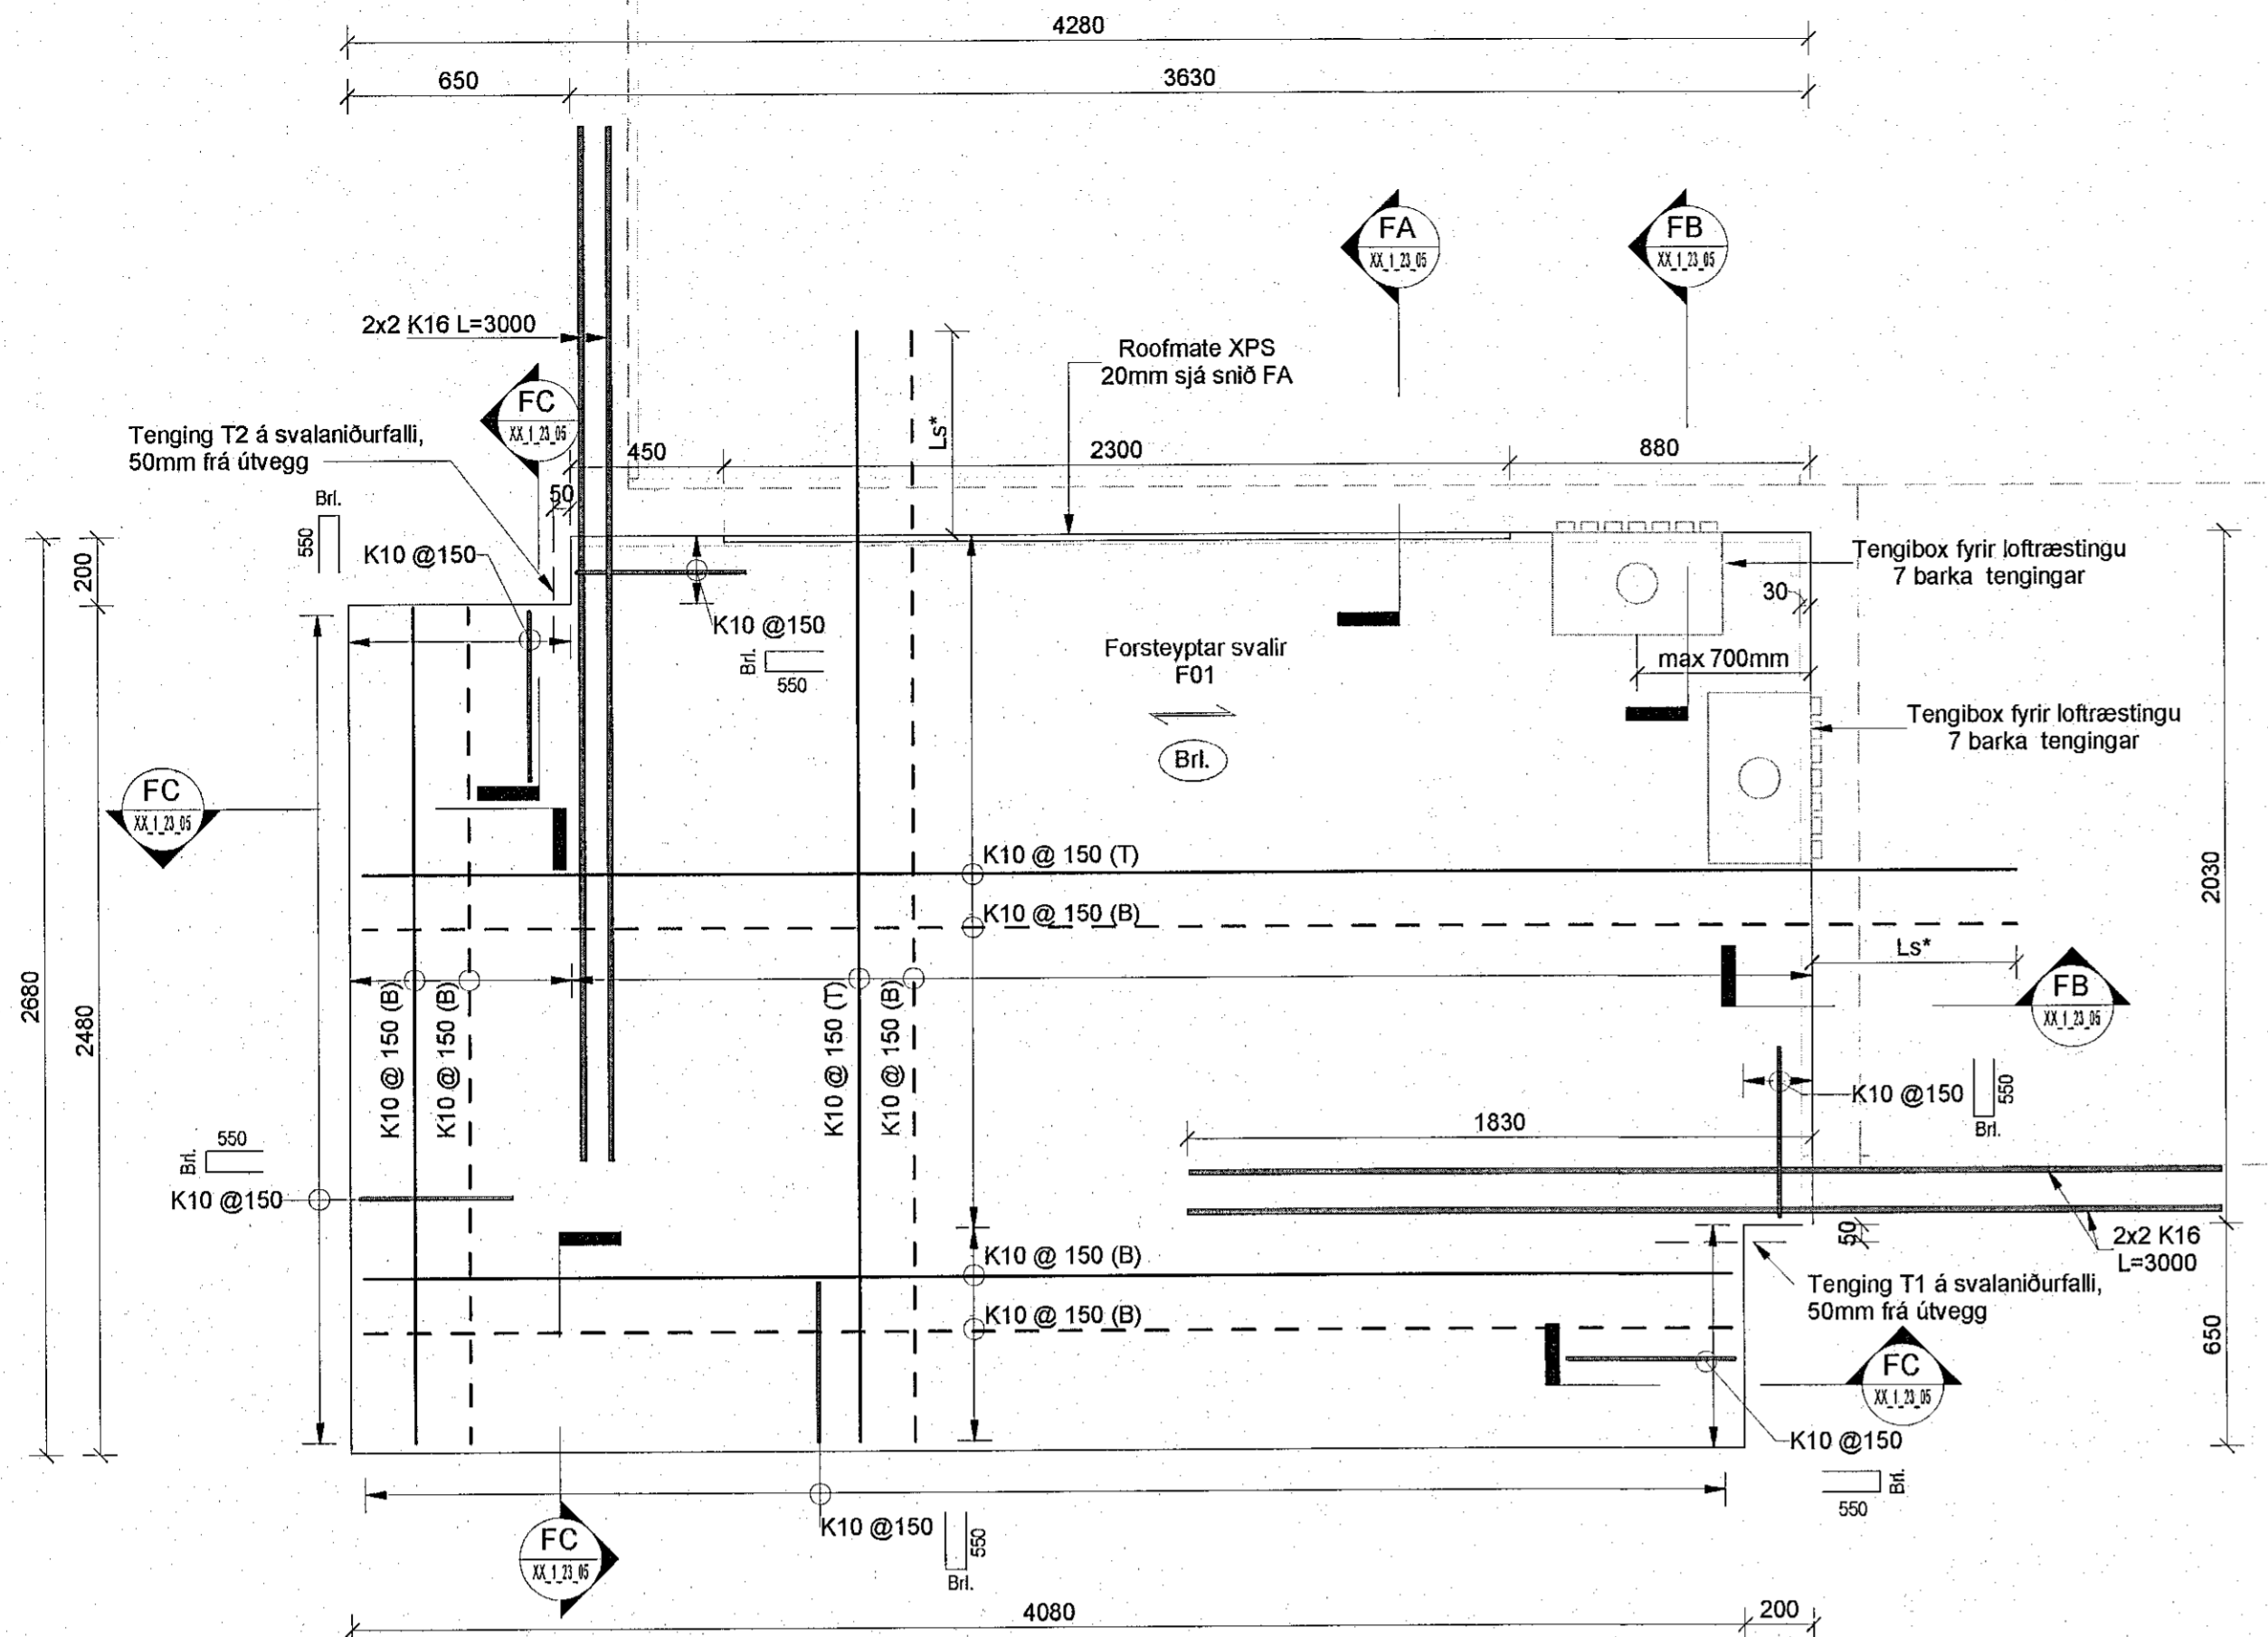 4280
650
3630
FA
XX_1_23_05
FB
XX_1_23_05
2x2 K16 L=3000
Roofmate XPS
20mm sjá snið FA
FC
XX_1_23_05
Tenging T2 á svalaniðurfalli,
50mm frá útvegg
Ls*
450
2300
880
50
Brl.
550
K10 @150
200
Tengibox fyrir loftræstingu
7 barka tengingar
30
K10 @150
Brl.
550
Forsteyptar svalir
F01
max 700mm
Brl.
Tengibox fyrir loftræstingu
7 barka tengingar
FC
XX_1_23_05
K10 @ 150 (T)
K10 @ 150 (B)
2030
Ls*
FB
XX_1_23_05
2680
2480
K10 @ 150 (B)
K10 @ 150 (B)
K10 @ 150 (T)
K10 @ 150 (B)
K10 @150
550
Brl.
1830
550
Brl.
K10 @150
50
2x2 K16
L=3000
K10 @ 150 (B)
K10 @ 150 (B)
Tenging T1 á svalaniðurfalli,
50mm frá útvegg
650
FC
XX_1_23_05
K10 @150
550
Brl.
K10 @150
550
Brl.
FC
XX_1_23_05
4080
200